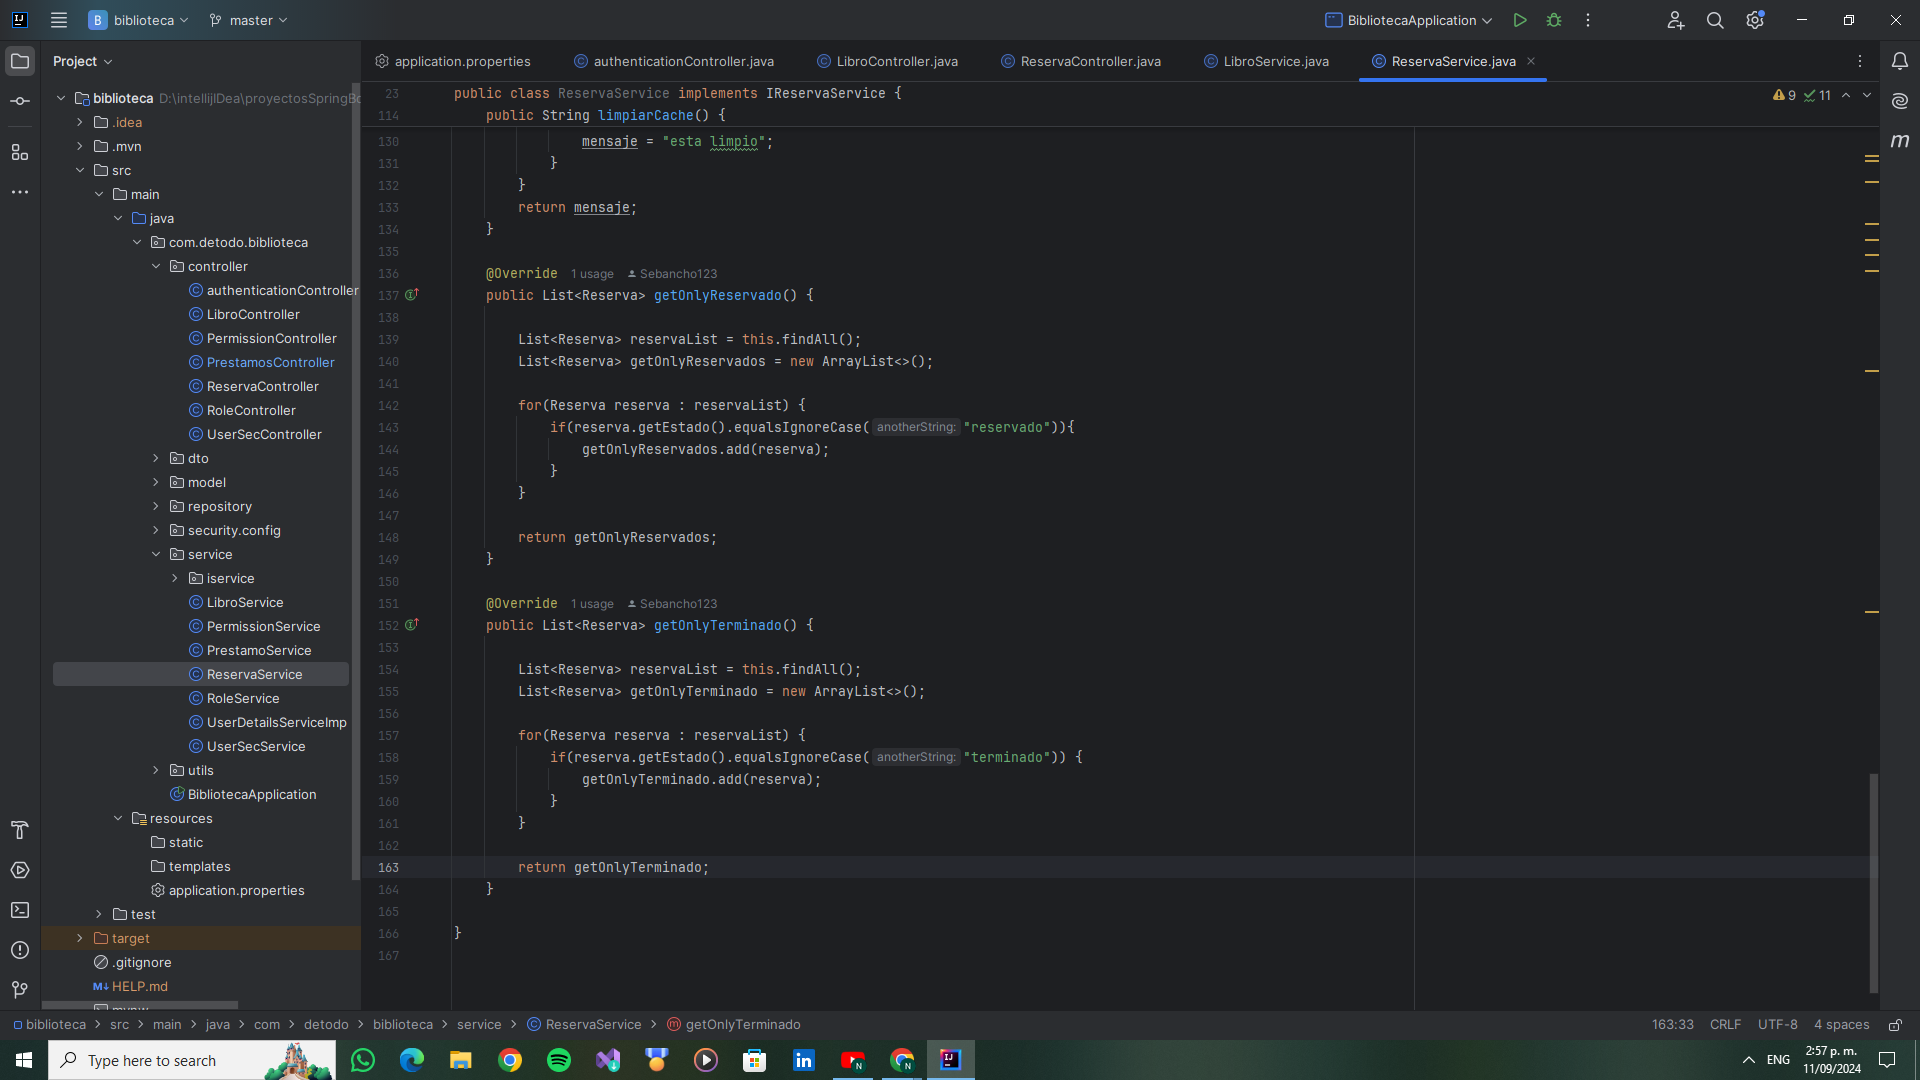 biblioteca
master
BibliotecaApplication
Project
application.properties
authenticationController.java
LibroController.java
ReservaController.java
LibroService.java
ReservaService.java
biblioteca D:\intellijIdea\proyectosSpringBo
.idea
.mvn
src
main
java
com.detodo.biblioteca
controller
authenticationController
LibroController
PermissionController
PrestamosController
ReservaController
RoleController
UserSecController
dto
model
repository
security.config
service
iservice
LibroService
PermissionService
PrestamoService
ReservaService
RoleService
UserDetailsServiceImp
UserSecService
utils
BibliotecaApplication
resources
static
templates
application.properties
test
target
.gitignore
M↓ HELP.md
mvnw
9 11
23 public class ReservaService implements IReservaService {
114 public String limpiarCache() {
130 mensaje = "esta limpio";
131 }
132 }
133 return mensaje;
134 }
135
136 @Override 1 usage Sebancho123
137 public List<Reserva> getOnlyReservado() {
138
139 List<Reserva> reservaList = this.findAll();
140 List<Reserva> getOnlyReservados = new ArrayList<>();
141
142 for(Reserva reserva : reservaList) {
143 if(reserva.getEstado().equalsIgnoreCase( anotherString: "reservado")){
144 getOnlyReservados.add(reserva);
145 }
146 }
147
148 return getOnlyReservados;
149 }
150
151 @Override 1 usage Sebancho123
152 public List<Reserva> getOnlyTerminado() {
153
154 List<Reserva> reservaList = this.findAll();
155 List<Reserva> getOnlyTerminado = new ArrayList<>();
156
157 for(Reserva reserva : reservaList) {
158 if(reserva.getEstado().equalsIgnoreCase( anotherString: "terminado")) {
159 getOnlyTerminado.add(reserva);
160 }
161 }
162
163 return getOnlyTerminado;
164 }
165
166 }
167
biblioteca > src > main > java > com > detodo > biblioteca > service > ReservaService > getOnlyTerminado
163:33 CRLF UTF-8 4 spaces
Type here to search
ENG
2:57 p. m.
11/09/2024